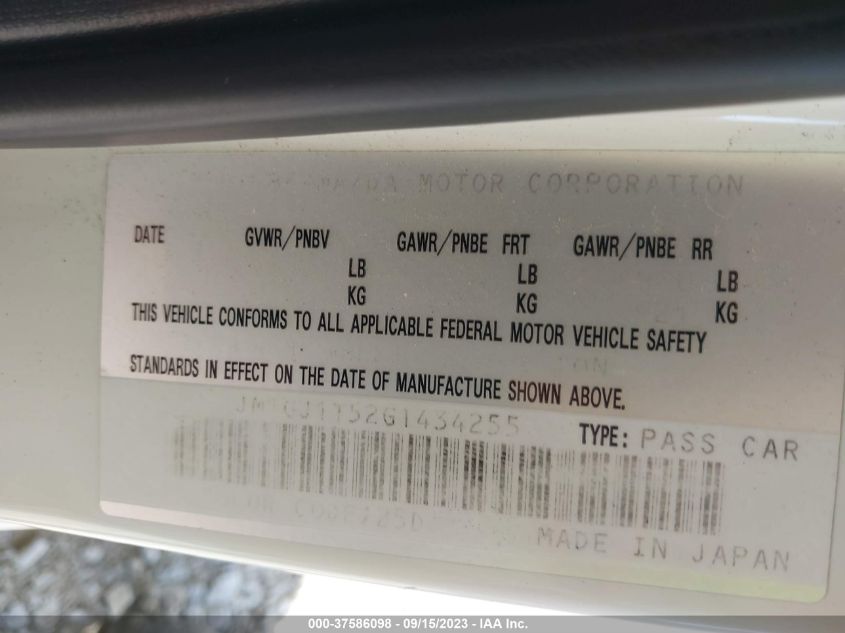 MAZDA MOTOR CORPORATION
DATE GVWR/PNBV GAWR/PNBE FRT GAWR/PNBE RR
LB LB LB
KG KG KG
THIS VEHICLE CONFORMS TO ALL APPLICABLE FEDERAL MOTOR VEHICLE SAFETY
STANDARDS IN EFFECT ON THE DATE OF MANUFACTURE SHOWN ABOVE.
TYPE: PASS CAR
MADE IN JAPAN
000-37586098 - 09/15/2023 - IAA Inc.